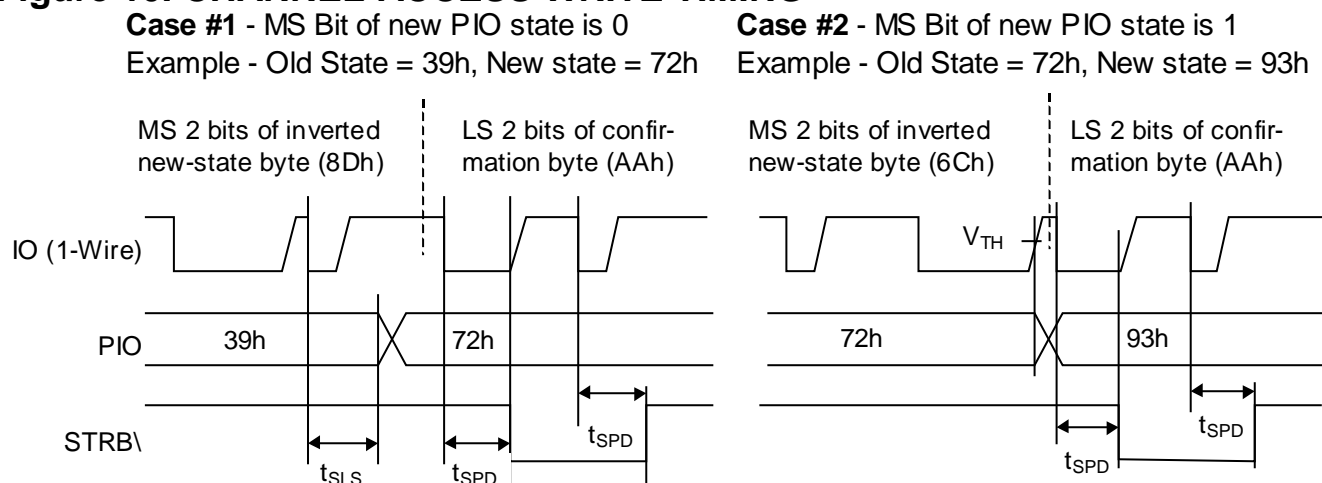 Case #1 - MS Bit of new PIO state is 0
Example - Old State = 39h, New state = 72h
MS 2 bits of inverted
new-state byte (8Dh)
LS 2 bits of confir-
mation byte (AAh)
Case #2 - MS Bit of new PIO state is 1
Example - Old State = 72h, New state = 93h
MS 2 bits of inverted
new-state byte (6Ch)
LS 2 bits of confir-
mation byte (AAh)
IO (1-Wire)
VTH
PIO
39h
72h
72h
93h
STRB\
tSLS
tSPD
tSPD
tSPD
tSPD